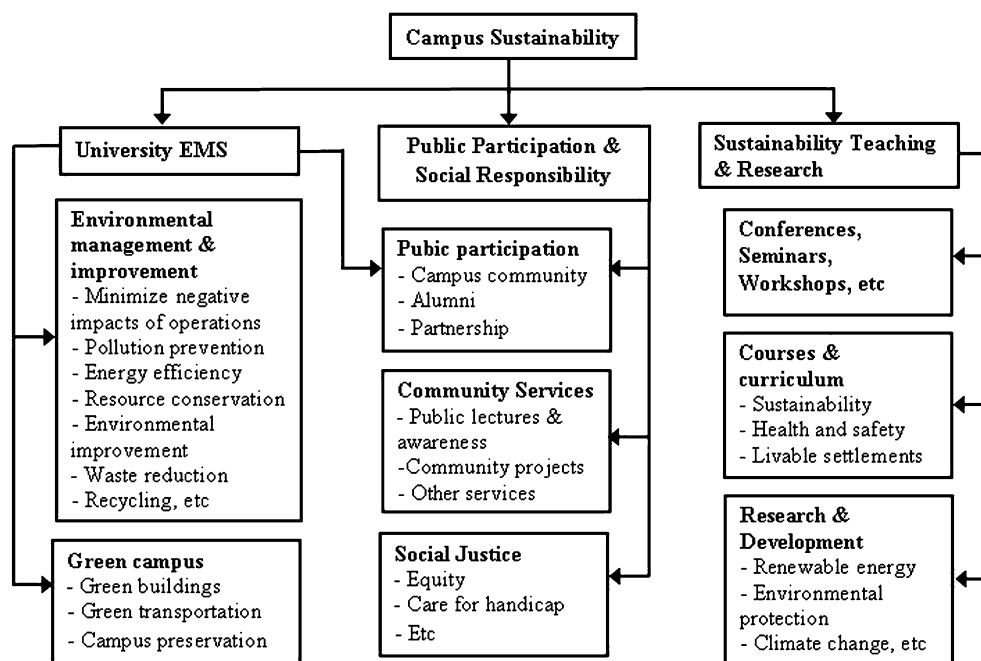 Campus Sustainability
University EMS
Environmental
management &
improvement
- Minimize negative
impacts of operations
- Pollution prevention
- Energy efficiency
- Resource conservation
- Environmental
improvement
- Waste reduction
- Recycling, etc
Green campus
- Green buildings
- Green transportation
- Campus preservation
Public Participation &
Social Responsibility
Pubic participation
- Campus community
- Alumni
- Partnership
Community Services
- Public lectures &
awareness
-Community projects
- Other services
Social Justice
- Equity
- Care for handicap
- Etc
Sustainability Teaching
& Research
Conferences,
Seminars,
Workshops, etc
Courses &
curriculum
- Sustainability
- Health and safety
- Livable settlements
Research &
Development
- Renewable energy
- Environmental
protection
- Climate change, etc